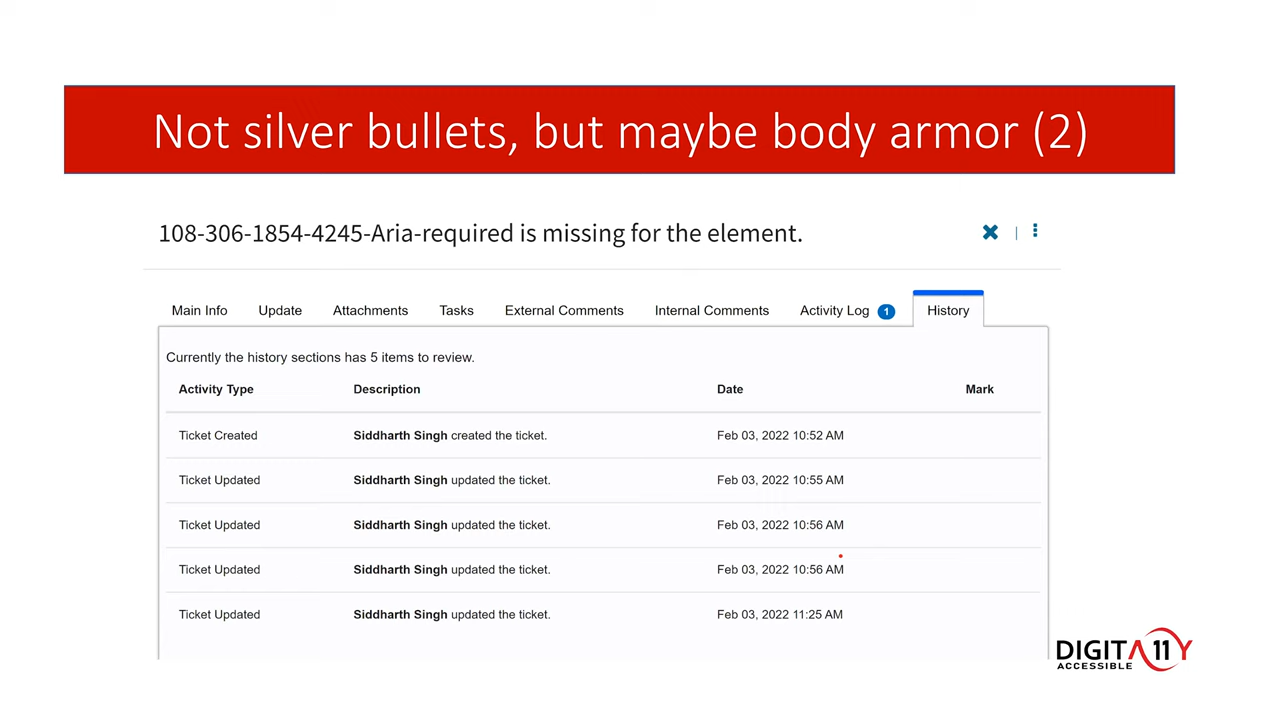 Not silver bullets, but maybe body armor (2)
108-306-1854-4245-Aria-required is missing for the element.
Main Info Update Attachments Tasks External Comments Internal Comments Activity Log 1 History
Currently the history sections has 5 items to review.
Activity Type Description Date Mark
Ticket Created Siddharth Singh created the ticket. Feb 03, 2022 10:52 AM
Ticket Updated Siddharth Singh updated the ticket. Feb 03, 2022 10:55 AM
Ticket Updated Siddharth Singh updated the ticket. Feb 03, 2022 10:56 AM
Ticket Updated Siddharth Singh updated the ticket. Feb 03, 2022 10:56 AM
Ticket Updated Siddharth Singh updated the ticket. Feb 03, 2022 11:25 AM
DIGITA11Y
ACCESSIBLE